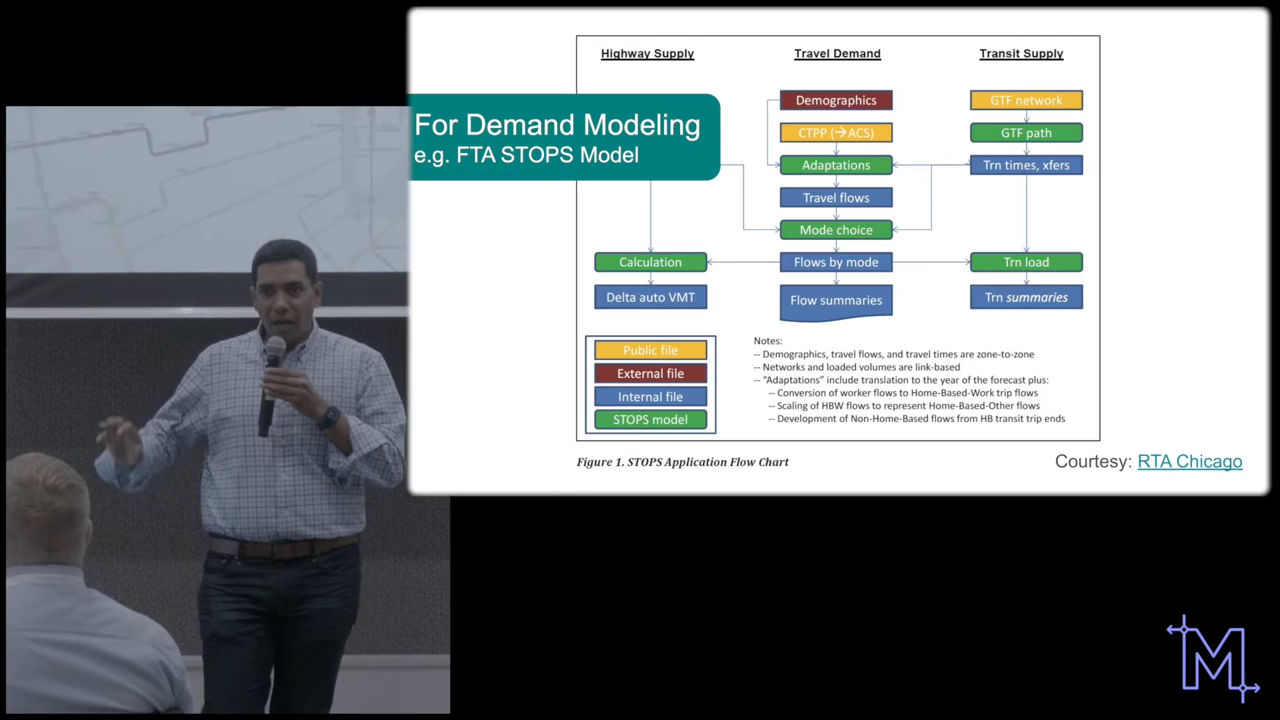 Highway Supply
Travel Demand
Transit Supply
For Demand Modeling
e.g. FTA STOPS Model
Demographics
CTPP (→ACS)
Adaptations
Travel flows
Mode choice
Flows by mode
Flow summaries
GTF network
GTF path
Trn times, xfers
Trn load
Trn summaries
Calculation
Delta auto VMT
Public file
External file
Internal file
STOPS model
Notes:
-- Demographics, travel flows, and travel times are zone-to-zone
-- Networks and loaded volumes are link-based
-- “Adaptations” include translation to the year of the forecast plus:
-- Conversion of worker flows to Home-Based-Work trip flows
-- Scaling of HBW flows to represent Home-Based-Other flows
-- Development of Non-Home-Based flows from HB transit trip ends
Figure 1. STOPS Application Flow Chart
Courtesy: RTA Chicago
M